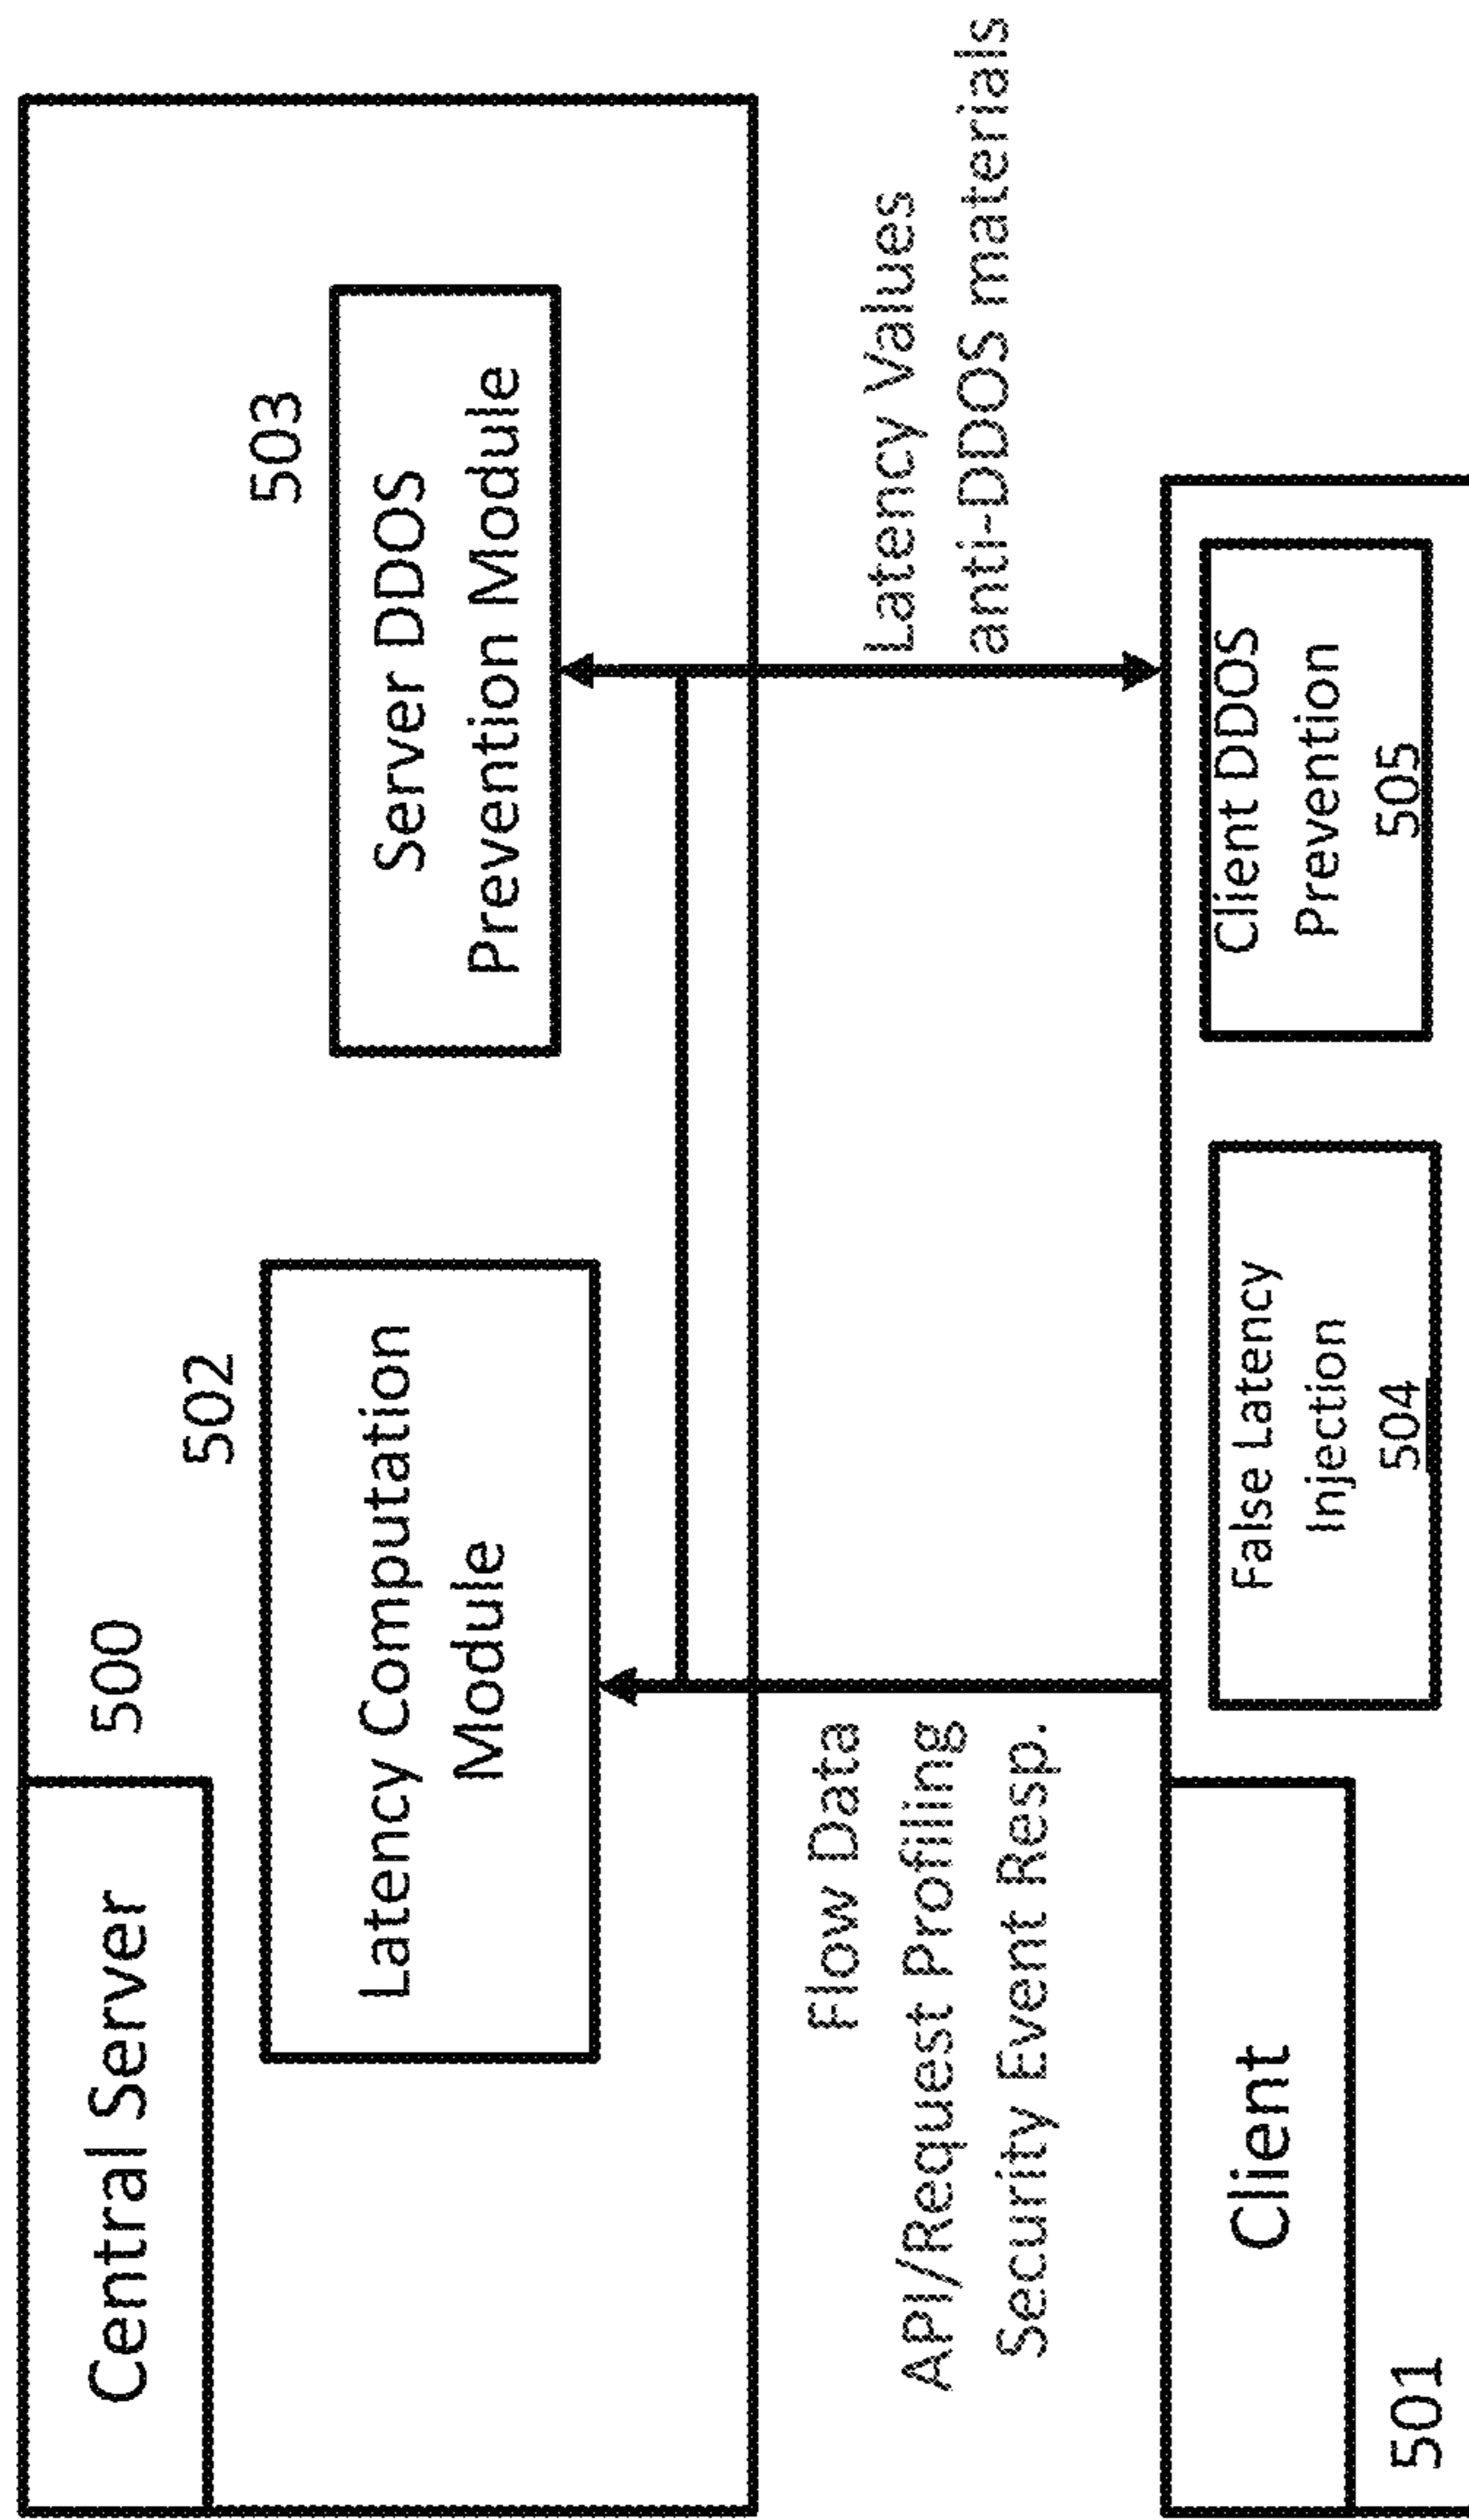 Central Server
500
502
Latency Computation
Module
503
Server DDOS
Prevention Module
Flow Data
API/Request Profiling
Security Event Resp.
Latency Values
anti-DDOS materials
Client
501
False Latency
Injection
504
Client DDOS
Prevention
505